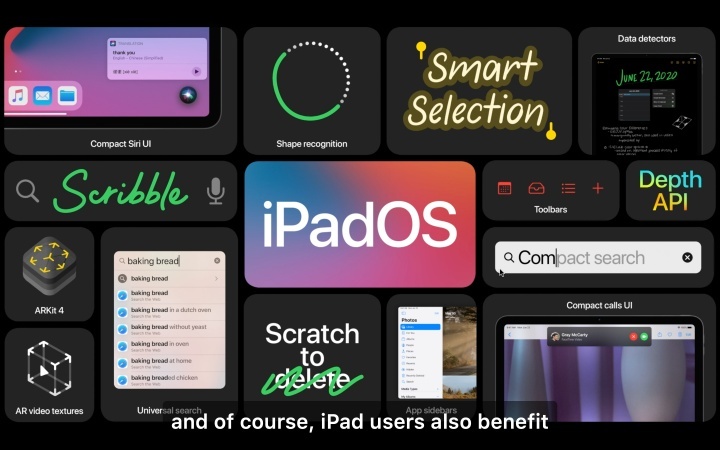 thank you
Compact Siri UI
Shape recognition
Smart
Selection
Data detectors
JUNE 22, 2020
Scribble
iPadOS
Toolbars
Depth
API
ARKit 4
baking bread
baking bread
baking bread
Search the Web
baking bread in a dutch oven
Search the Web
baking bread without yeast
Search the Web
baking bread in oven
Search the Web
baking bread at home
Search the Web
baking breaded chicken
Search the Web
Universal search
Compact search
Scratch
to
delete
Photos
App sidebars
Compact calls UI
Gray McCarty
AR video textures
and of course, iPad users also benefit